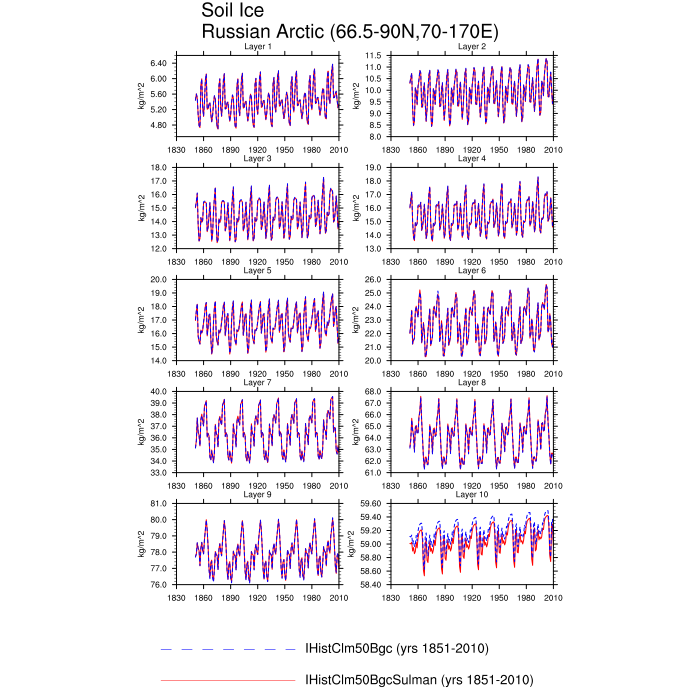 Soil Ice
Russian Arctic (66.5-90N,70-170E)
Layer 1 Layer 2
6.40 6.00 5.60 5.20 4.80 kg/m^2
11.5 11.0 10.5 10.0 9.5 9.0 8.5 8.0 kg/m^2
1830 1860 1890 1920 1950 1980 2010 1830 1860 1890 1920 1950 1980 2010
Layer 3 Layer 4
18.0 17.0 16.0 15.0 14.0 13.0 12.0 kg/m^2
19.0 18.0 17.0 16.0 15.0 14.0 13.0 kg/m^2
1830 1860 1890 1920 1950 1980 2010 1830 1860 1890 1920 1950 1980 2010
Layer 5 Layer 6
20.0 19.0 18.0 17.0 16.0 15.0 14.0 kg/m^2
26.0 25.0 24.0 23.0 22.0 21.0 20.0 kg/m^2
1830 1860 1890 1920 1950 1980 2010 1830 1860 1890 1920 1950 1980 2010
Layer 7 Layer 8
40.0 39.0 38.0 37.0 36.0 35.0 34.0 33.0 kg/m^2
68.0 67.0 66.0 65.0 64.0 63.0 62.0 61.0 kg/m^2
1830 1860 1890 1920 1950 1980 2010 1830 1860 1890 1920 1950 1980 2010
Layer 9 Layer 10
81.0 80.0 79.0 78.0 77.0 76.0 kg/m^2
59.60 59.40 59.20 59.00 58.80 58.60 58.40 kg/m^2
1830 1860 1890 1920 1950 1980 2010 1830 1860 1890 1920 1950 1980 2010
IHistClm50Bgc (yrs 1851-2010)
IHistClm50BgcSulman (yrs 1851-2010)